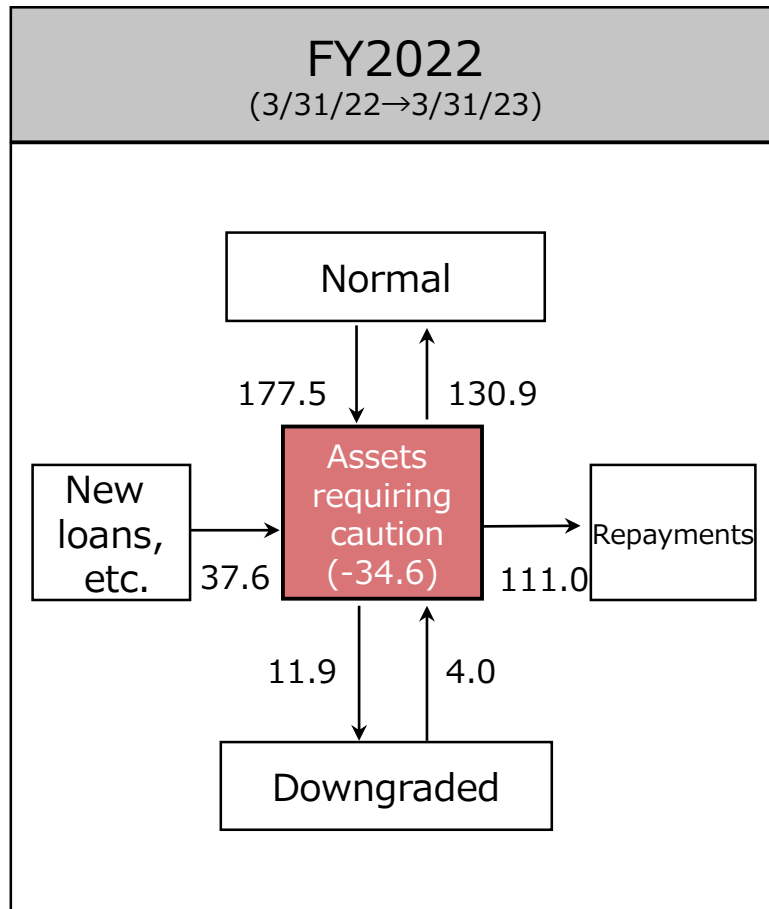 FY2022
(3/31/22→3/31/23)
Normal
177.5
130.9
Assets
requiring
caution
(-34.6)
New
loans,
etc.
37.6
Repayments
111.0
11.9
4.0
Downgraded